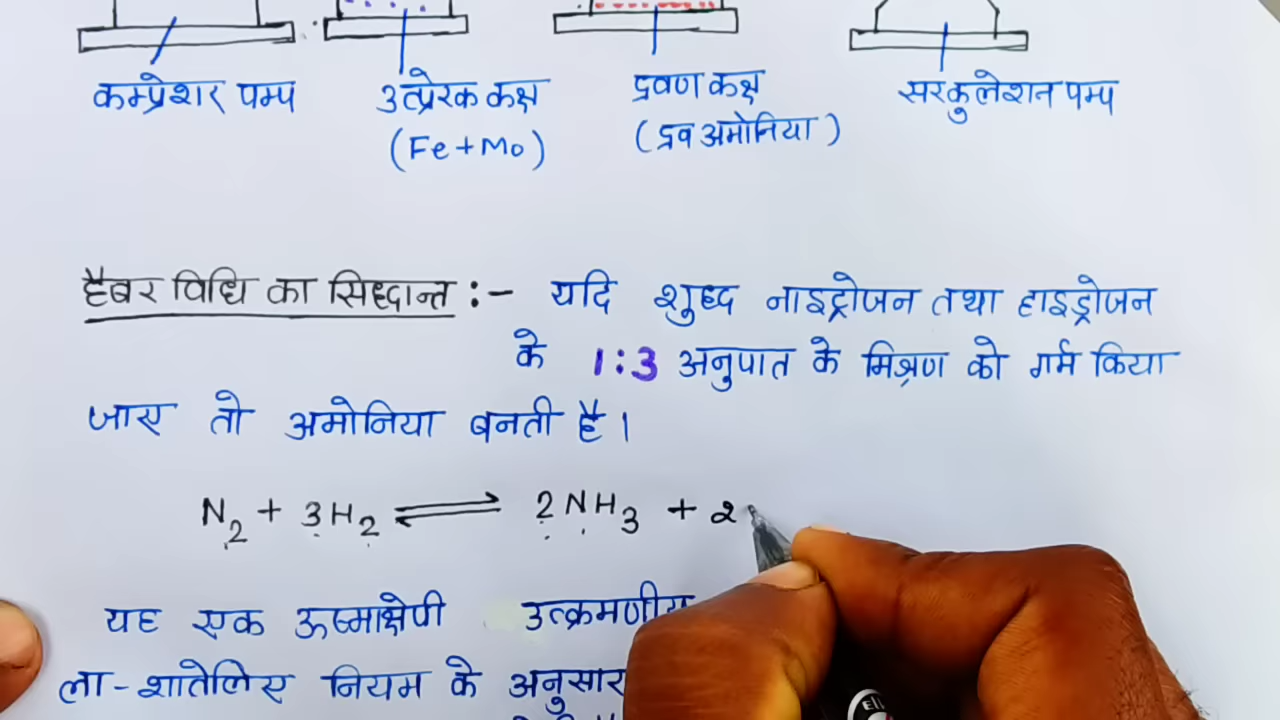 कम्प्रेशर पम्प उत्प्रेरक कक्ष द्रवण कक्ष सरकुलेशन पम्प
(Fe+Mo) (द्रव अमोनिया)
हैबर विधि का सिध्दान्त :- यदि शुध्द नाइट्रोजन तथा हाइड्रोजन
के 1:3 अनुपात के मिश्रण को गर्म किया
जाए तो अमोनिया बनती है।
N₂ + 3H₂ ⇌ 2NH₃ + 2
यह एक ऊष्माक्षेपी उत्क्रमणीय
ला-शातेलिए नियम के अनुसार